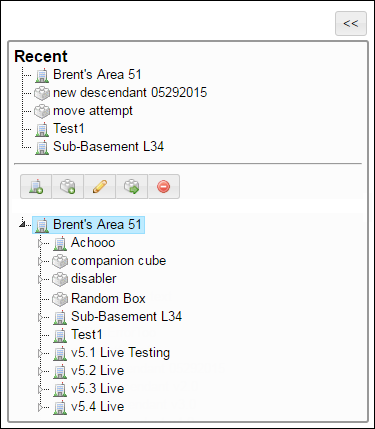 <<
Recent
Brent's Area 51
new descendant 05292015
move attempt
Test1
Sub-Basement L34
Brent's Area 51
Achooo
companion cube
disabler
Random Box
Sub-Basement L34
Test1
v5.1 Live Testing
v5.2 Live
v5.3 Live
v5.4 Live